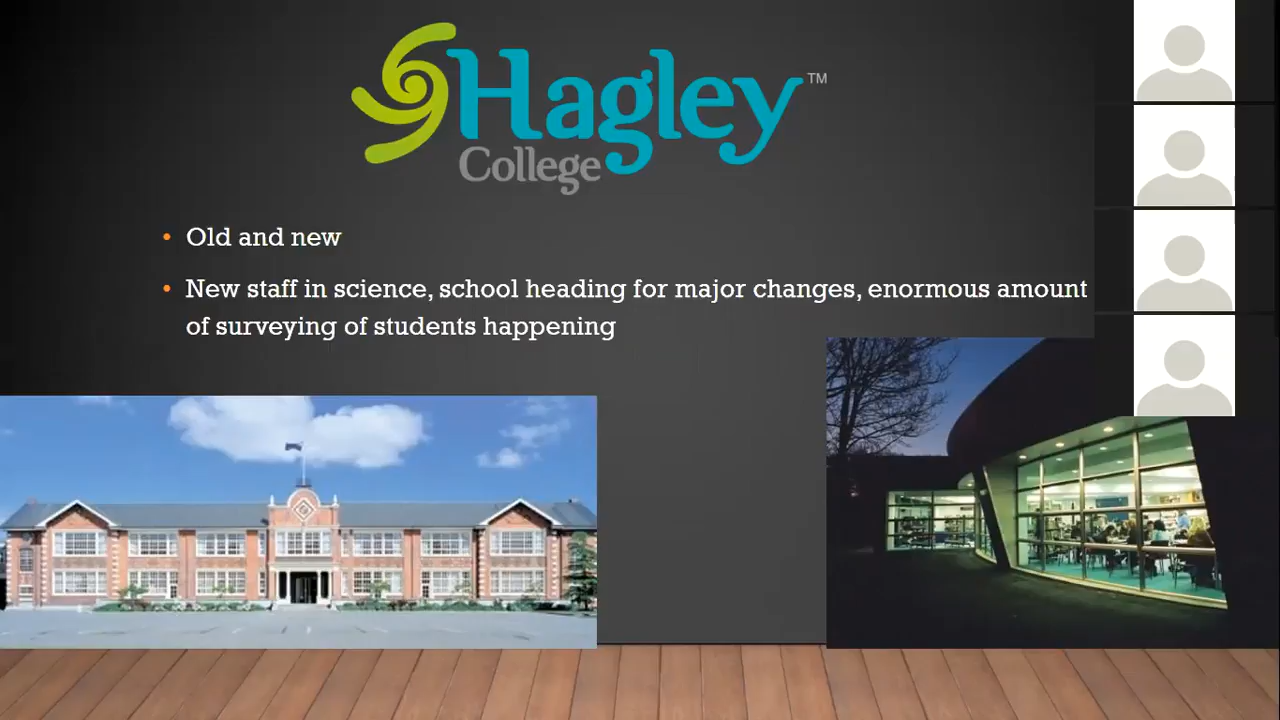 Hagley™
College
• Old and new
• New staff in science, school heading for major changes, enormous amount
of surveying of students happening